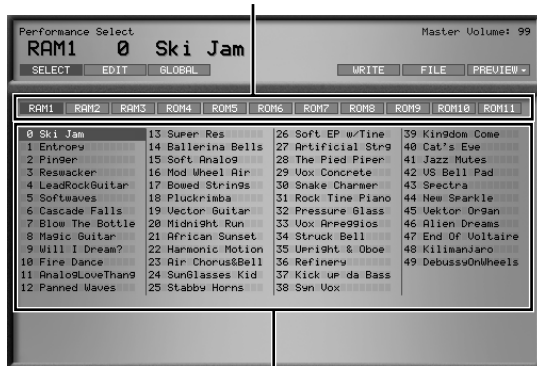 Performance Select
Master Volume: 99
RAM1 0 Ski Jam
SELECT EDIT GLOBAL WRITE FILE PREVIEW
RAM1 RAM2 RAM3 ROM4 ROM5 ROM6 ROM7 ROM8 ROM9 ROM10 ROM11
0 Ski Jam
1 Entropy
2 Pinger
3 Reswacker
4 LeadRockGuitar
5 Softwaves
6 Cascade Falls
7 Blow The Bottle
8 Magic Guitar
9 Will I Dream?
10 Fire Dance
11 AnalogLoveThang
12 Panned Waves
13 Super Res
14 Ballerina Bells
15 Soft Analog
16 Mod Wheel Air
17 Bowed Strings
18 Pluckrimba
19 Vector Guitar
20 Midnight Run
21 African Sunset
22 Harmonic Motion
23 Air Chorus&Bell
24 SunGlasses Kid
25 Stabby Horns
26 Soft EP w/Tine
27 Artificial Strg
28 The Pied Piper
29 Vox Concrete
30 Snake Charmer
31 Rock Tine Piano
32 Pressure Glass
33 Vox Arpeggios
34 Struck Bell
35 Upright & Oboe
36 Refinery
37 Kick up da Bass
38 Syn Vox
39 Kingdom Come
40 Cat's Eye
41 Jazz Mutes
42 VS Bell Pad
43 Spectra
44 New Sparkle
45 Vektor Organ
46 Alien Dreams
47 End Of Voltaire
48 Kilimanjaro
49 DebussyOnWheels